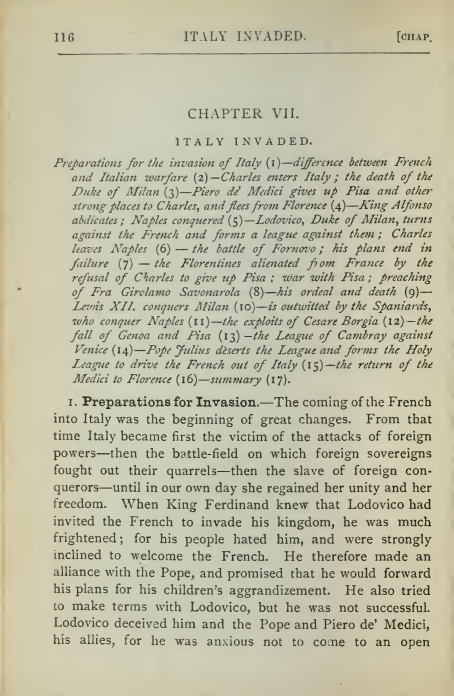 116 ITALY INVADED. [CHAP.
CHAPTER VII.
ITALY INVADED.
Preparations for the invasion of Italy (1)—difference between French
and Italian warfare (2)—Charles enters Italy; the death of the
Duke of Milan (3)—Piero de' Medici gives up Pisa and other
strong places to Charles, and flees from Florence (4)—King Alfonso
abdicates; Naples conquered (5)—Lodovico, Duke of Milan, turns
against the French and forms a league against them; Charles
leaves Naples (6) — the battle of Fornovo; his plans end in
failure (7) — the Florentines alienated from France by the
refusal of Charles to give up Pisa; war with Pisa; preaching
of Fra Girolamo Savonarola (8)—his ordeal and death (9)—
Lewis XII. conquers Milan (10)—is outwitted by the Spaniards,
who conquer Naples (11)—the exploits of Cesare Borgia (12)—the
fall of Genoa and Pisa (13)—the League of Cambray against
Venice (14)—Pope Julius deserts the League and forms the Holy
League to drive the French out of Italy (15)—the return of the
Medici to Florence (16)—summary (17).
1. Preparations for Invasion.—The coming of the French
into Italy was the beginning of great changes. From that
time Italy became first the victim of the attacks of foreign
powers—then the battle-field on which foreign sovereigns
fought out their quarrels—then the slave of foreign con-
querors—until in our own day she regained her unity and her
freedom. When King Ferdinand knew that Lodovico had
invited the French to invade his kingdom, he was much
frightened; for his people hated him, and were strongly
inclined to welcome the French. He therefore made an
alliance with the Pope, and promised that he would forward
his plans for his children's aggrandizement. He also tried
to make terms with Lodovico, but he was not successful.
Lodovico deceived him and the Pope and Piero de' Medici,
his allies, for he was anxious not to come to an open